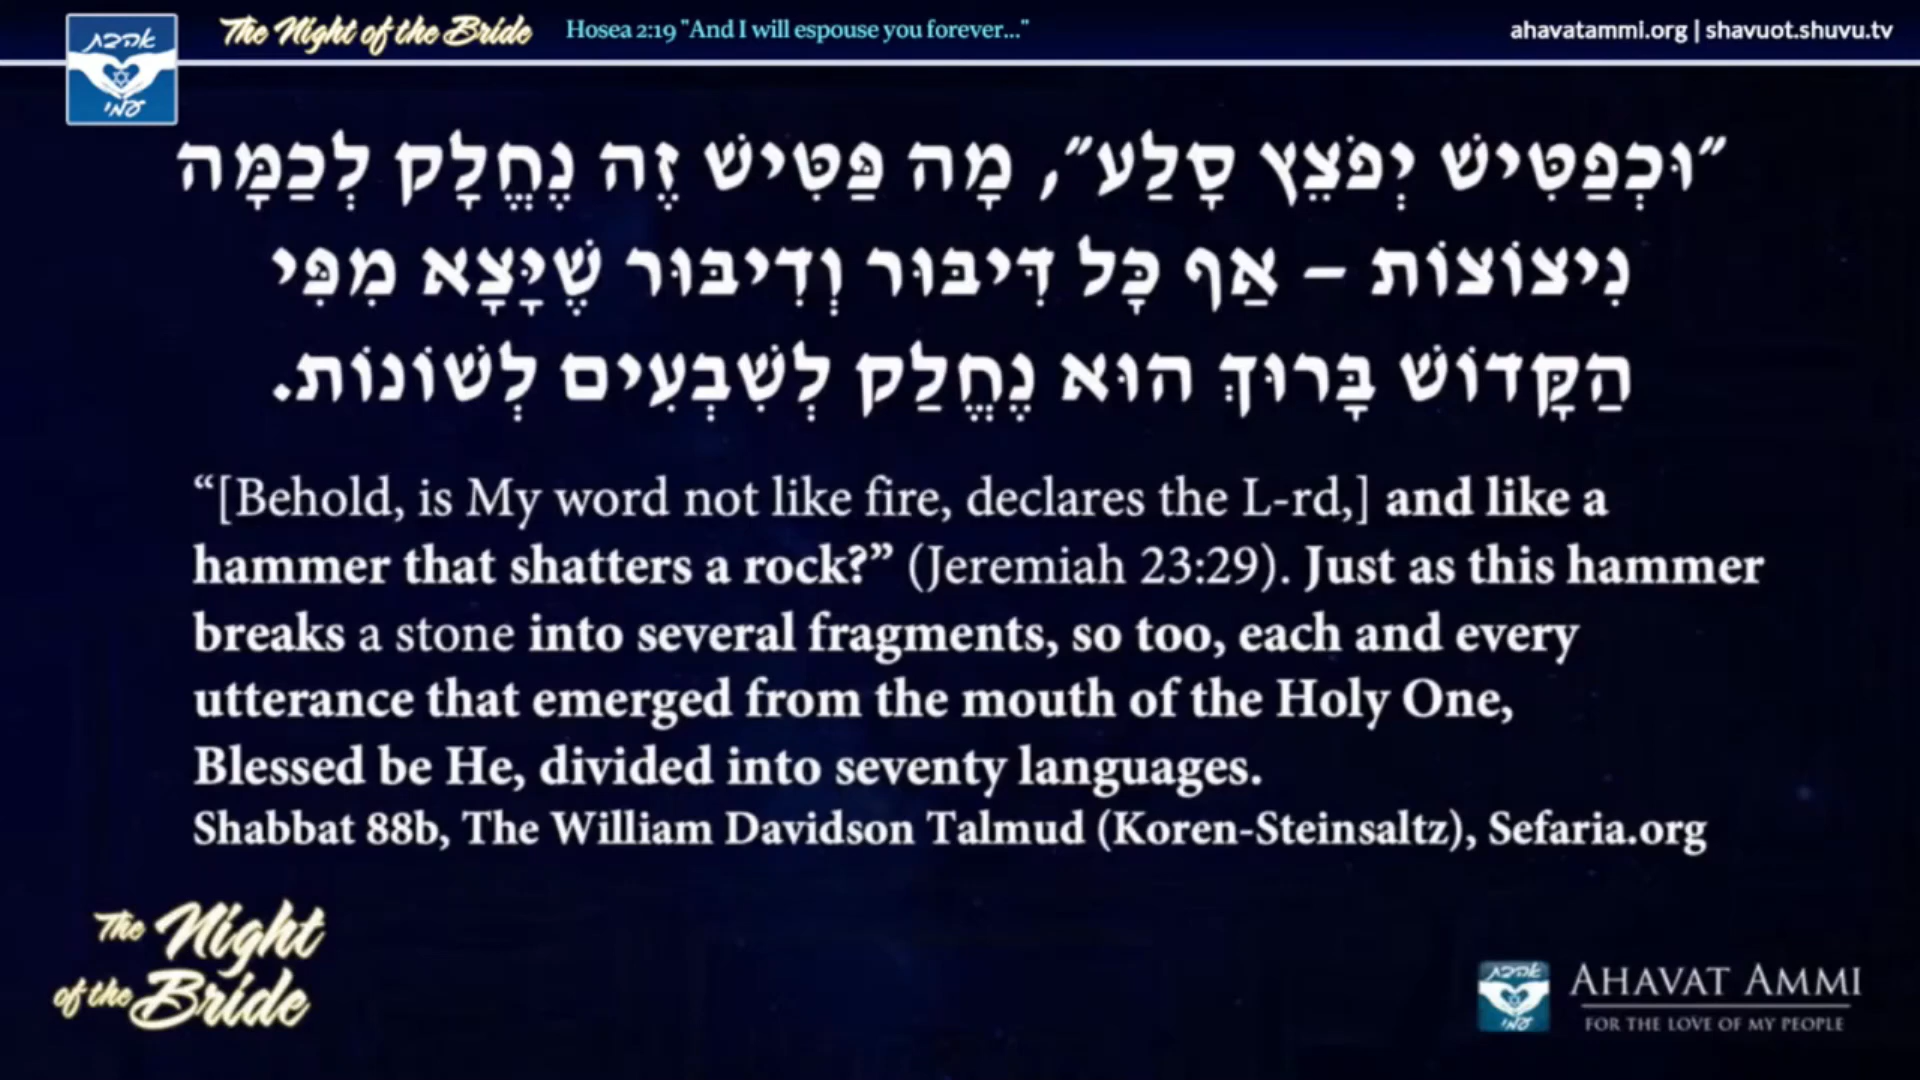 אהבת
עמי
The Night of the Bride
Hosea 2:19 "And I will espouse you forever..."
ahavatammi.org | shavuot.shuvu.tv
״וּכְפַטִּישׁ יְפֹצֵץ סָלַע״, מָה פַּטִּישׁ זֶה נֶחֱלָק לְכַמָּה
נִיצוֹצוֹת – אַף כׇּל דִּיבּוּר וְדִיבּוּר שֶׁיָּצָא מִפִּי
הַקָּדוֹשׁ בָּרוּךְ הוּא נֶחֱלַק לְשִׁבְעִים לְשׁוֹנוֹת.
“[Behold, is My word not like fire, declares the L-rd,] and like a
hammer that shatters a rock?” (Jeremiah 23:29). Just as this hammer
breaks a stone into several fragments, so too, each and every
utterance that emerged from the mouth of the Holy One,
Blessed be He, divided into seventy languages.
Shabbat 88b, The William Davidson Talmud (Koren-Steinsaltz), Sefaria.org
The Night
of the Bride
אהבת
עמי
AHAVAT AMMI
FOR THE LOVE OF MY PEOPLE